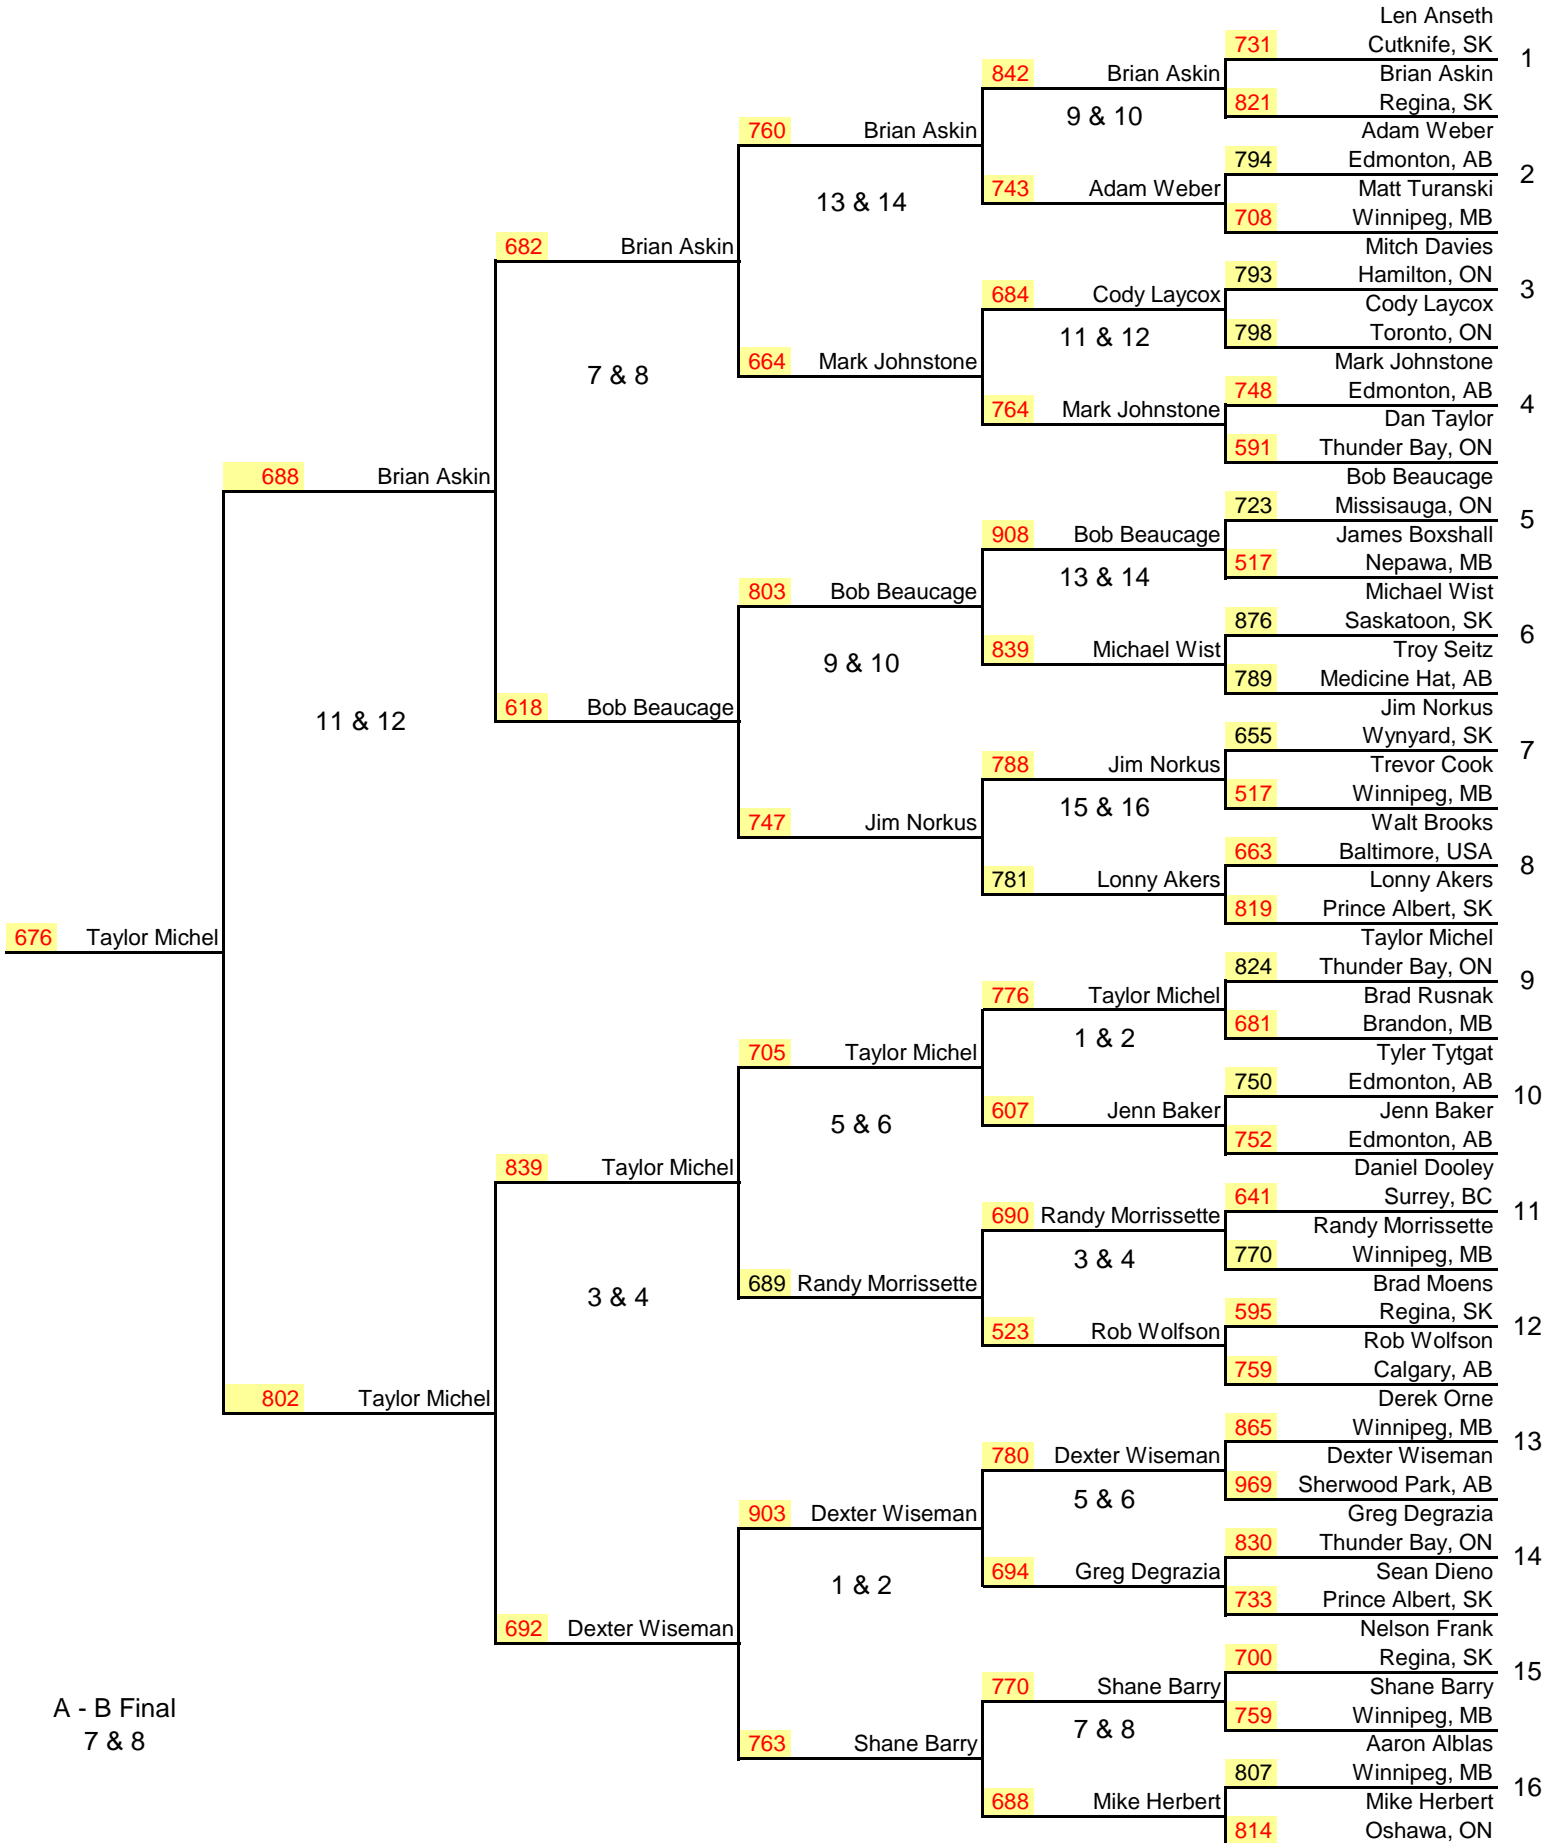 Len Anseth
731 Cutknife, SK
1
842 Brian Askin
Brian Askin
821 Regina, SK
9 & 10
760 Brian Askin
Adam Weber
794 Edmonton, AB
2
743 Adam Weber
Matt Turanski
13 & 14
708 Winnipeg, MB
682 Brian Askin
Mitch Davies
793 Hamilton, ON
3
684 Cody Laycox
Cody Laycox
798 Toronto, ON
11 & 12
664 Mark Johnstone
Mark Johnstone
7 & 8
748 Edmonton, AB
4
764 Mark Johnstone
Dan Taylor
591 Thunder Bay, ON
688 Brian Askin
Bob Beaucage
723 Missisauga, ON
5
908 Bob Beaucage
James Boxshall
517 Nepawa, MB
13 & 14
803 Bob Beaucage
Michael Wist
876 Saskatoon, SK
6
839 Michael Wist
Troy Seitz
9 & 10
789 Medicine Hat, AB
618 Bob Beaucage
Jim Norkus
11 & 12
655 Wynyard, SK
7
788 Jim Norkus
Trevor Cook
517 Winnipeg, MB
15 & 16
747 Jim Norkus
Walt Brooks
663 Baltimore, USA
8
781 Lonny Akers
Lonny Akers
819 Prince Albert, SK
676 Taylor Michel
Taylor Michel
824 Thunder Bay, ON
9
776 Taylor Michel
Brad Rusnak
681 Brandon, MB
1 & 2
705 Taylor Michel
Tyler Tytgat
750 Edmonton, AB
10
607 Jenn Baker
Jenn Baker
5 & 6
752 Edmonton, AB
839 Taylor Michel
Daniel Dooley
641 Surrey, BC
11
690 Randy Morrissette
Randy Morrissette
770 Winnipeg, MB
3 & 4
689 Randy Morrissette
Brad Moens
3 & 4
595 Regina, SK
12
523 Rob Wolfson
Rob Wolfson
759 Calgary, AB
802 Taylor Michel
Derek Orne
865 Winnipeg, MB
13
780 Dexter Wiseman
Dexter Wiseman
969 Sherwood Park, AB
5 & 6
903 Dexter Wiseman
Greg Degrazia
830 Thunder Bay, ON
14
694 Greg Degrazia
Sean Dieno
1 & 2
733 Prince Albert, SK
692 Dexter Wiseman
Nelson Frank
700 Regina, SK
15
770 Shane Barry
Shane Barry
A - B Final
759 Winnipeg, MB
7 & 8
7 & 8
763 Shane Barry
Aaron Alblas
807 Winnipeg, MB
16
688 Mike Herbert
Mike Herbert
814 Oshawa, ON